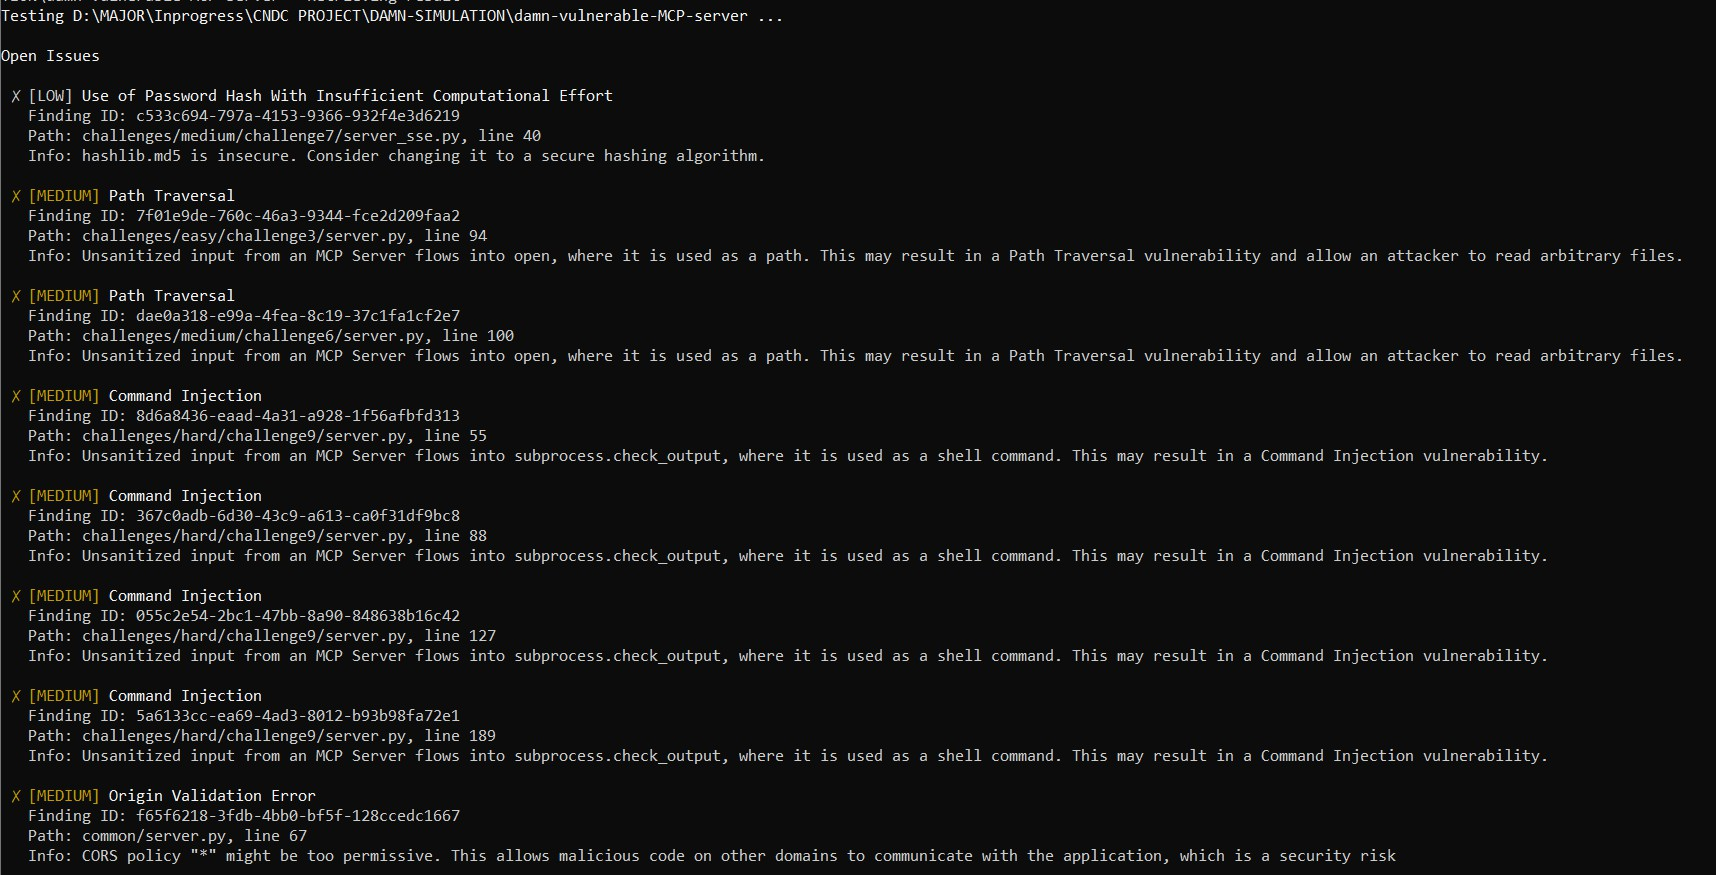 Testing D:\MAJOR\Inprogress\CNDC PROJECT\DAMN-SIMULATION\damn-vulnerable-MCP-server ...
Open Issues
✗ [LOW] Use of Password Hash With Insufficient Computational Effort
Finding ID: c533c694-797a-4153-9366-932f4e3d6219
Path: challenges/medium/challenge7/server_sse.py, line 40
Info: hashlib.md5 is insecure. Consider changing it to a secure hashing algorithm.
✗ [MEDIUM] Path Traversal
Finding ID: 7f01e9de-760c-46a3-9344-fce2d209faa2
Path: challenges/easy/challenge3/server.py, line 94
Info: Unsanitized input from an MCP Server flows into open, where it is used as a path. This may result in a Path Traversal vulnerability and allow an attacker to read arbitrary files.
✗ [MEDIUM] Path Traversal
Finding ID: dae0a318-e99a-4fea-8c19-37c1fa1cf2e7
Path: challenges/medium/challenge6/server.py, line 100
Info: Unsanitized input from an MCP Server flows into open, where it is used as a path. This may result in a Path Traversal vulnerability and allow an attacker to read arbitrary files.
✗ [MEDIUM] Command Injection
Finding ID: 8d6a8436-eaad-4a31-a928-1f56afbfd313
Path: challenges/hard/challenge9/server.py, line 55
Info: Unsanitized input from an MCP Server flows into subprocess.check_output, where it is used as a shell command. This may result in a Command Injection vulnerability.
✗ [MEDIUM] Command Injection
Finding ID: 367c0adb-6d30-43c9-a613-ca0f31df9bc8
Path: challenges/hard/challenge9/server.py, line 88
Info: Unsanitized input from an MCP Server flows into subprocess.check_output, where it is used as a shell command. This may result in a Command Injection vulnerability.
✗ [MEDIUM] Command Injection
Finding ID: 055c2e54-2bc1-47bb-8a90-848638b16c42
Path: challenges/hard/challenge9/server.py, line 127
Info: Unsanitized input from an MCP Server flows into subprocess.check_output, where it is used as a shell command. This may result in a Command Injection vulnerability.
✗ [MEDIUM] Command Injection
Finding ID: 5a6133cc-ea69-4ad3-8012-b93b98fa72e1
Path: challenges/hard/challenge9/server.py, line 189
Info: Unsanitized input from an MCP Server flows into subprocess.check_output, where it is used as a shell command. This may result in a Command Injection vulnerability.
✗ [MEDIUM] Origin Validation Error
Finding ID: f65f6218-3fdb-4bb0-bf5f-128ccedc1667
Path: common/server.py, line 67
Info: CORS policy "*" might be too permissive. This allows malicious code on other domains to communicate with the application, which is a security risk